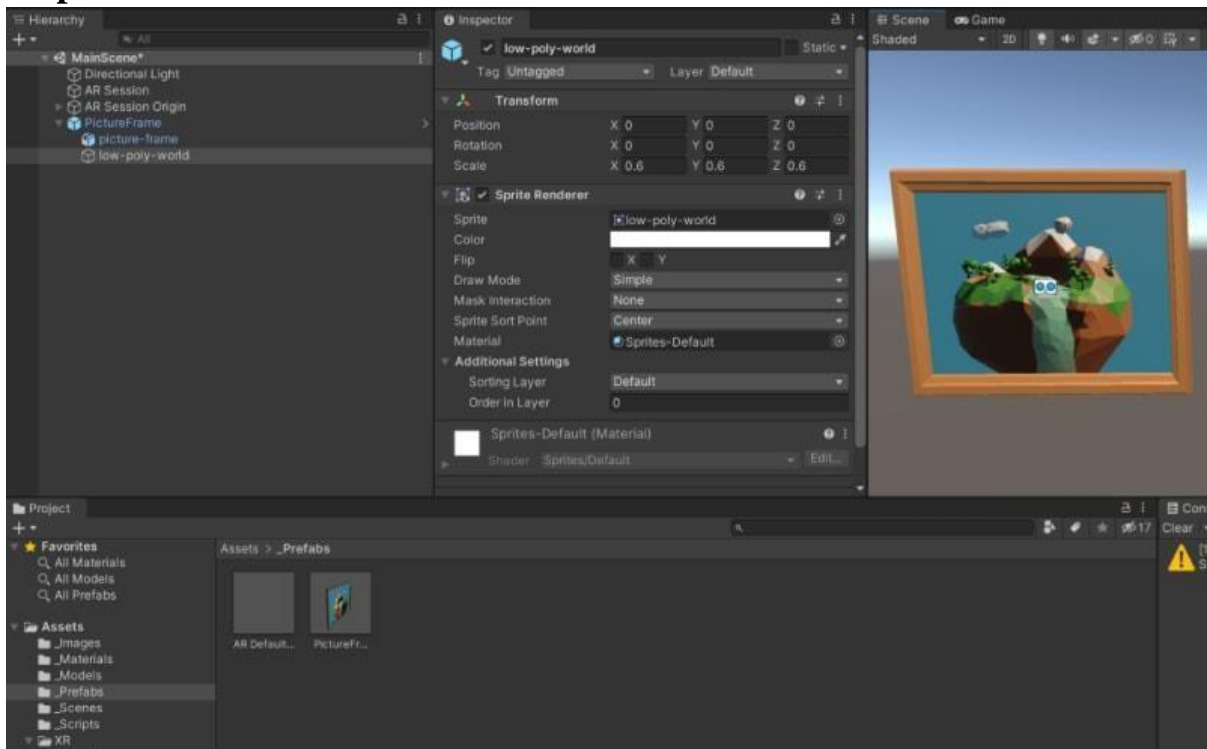 Hierarchy
All
MainScene*
Directional Light
AR Session
AR Session Origin
PictureFrame
picture-frame
low-poly-world
Inspector
low-poly-world
Static
Tag Untagged
Layer Default
Transform
Position X 0 Y 0 Z 0
Rotation X 0 Y 0 Z 0
Scale X 0.6 Y 0.6 Z 0.6
Sprite Renderer
Sprite low-poly-world
Color
Flip X Y
Draw Mode Simple
Mask Interaction None
Sprite Sort Point Center
Material Sprites-Default
Additional Settings
Sorting Layer Default
Order in Layer 0
Sprites-Default (Material)
Shader Sprites/Default Edit...
Scene Game
Shaded 2D 0
Project
17
Favorites
All Materials
All Models
All Prefabs
Assets
_Images
_Materials
_Models
_Prefabs
_Scenes
_Scripts
XR
Assets > _Prefabs
AR Default... PictureFr...
Con
Clear